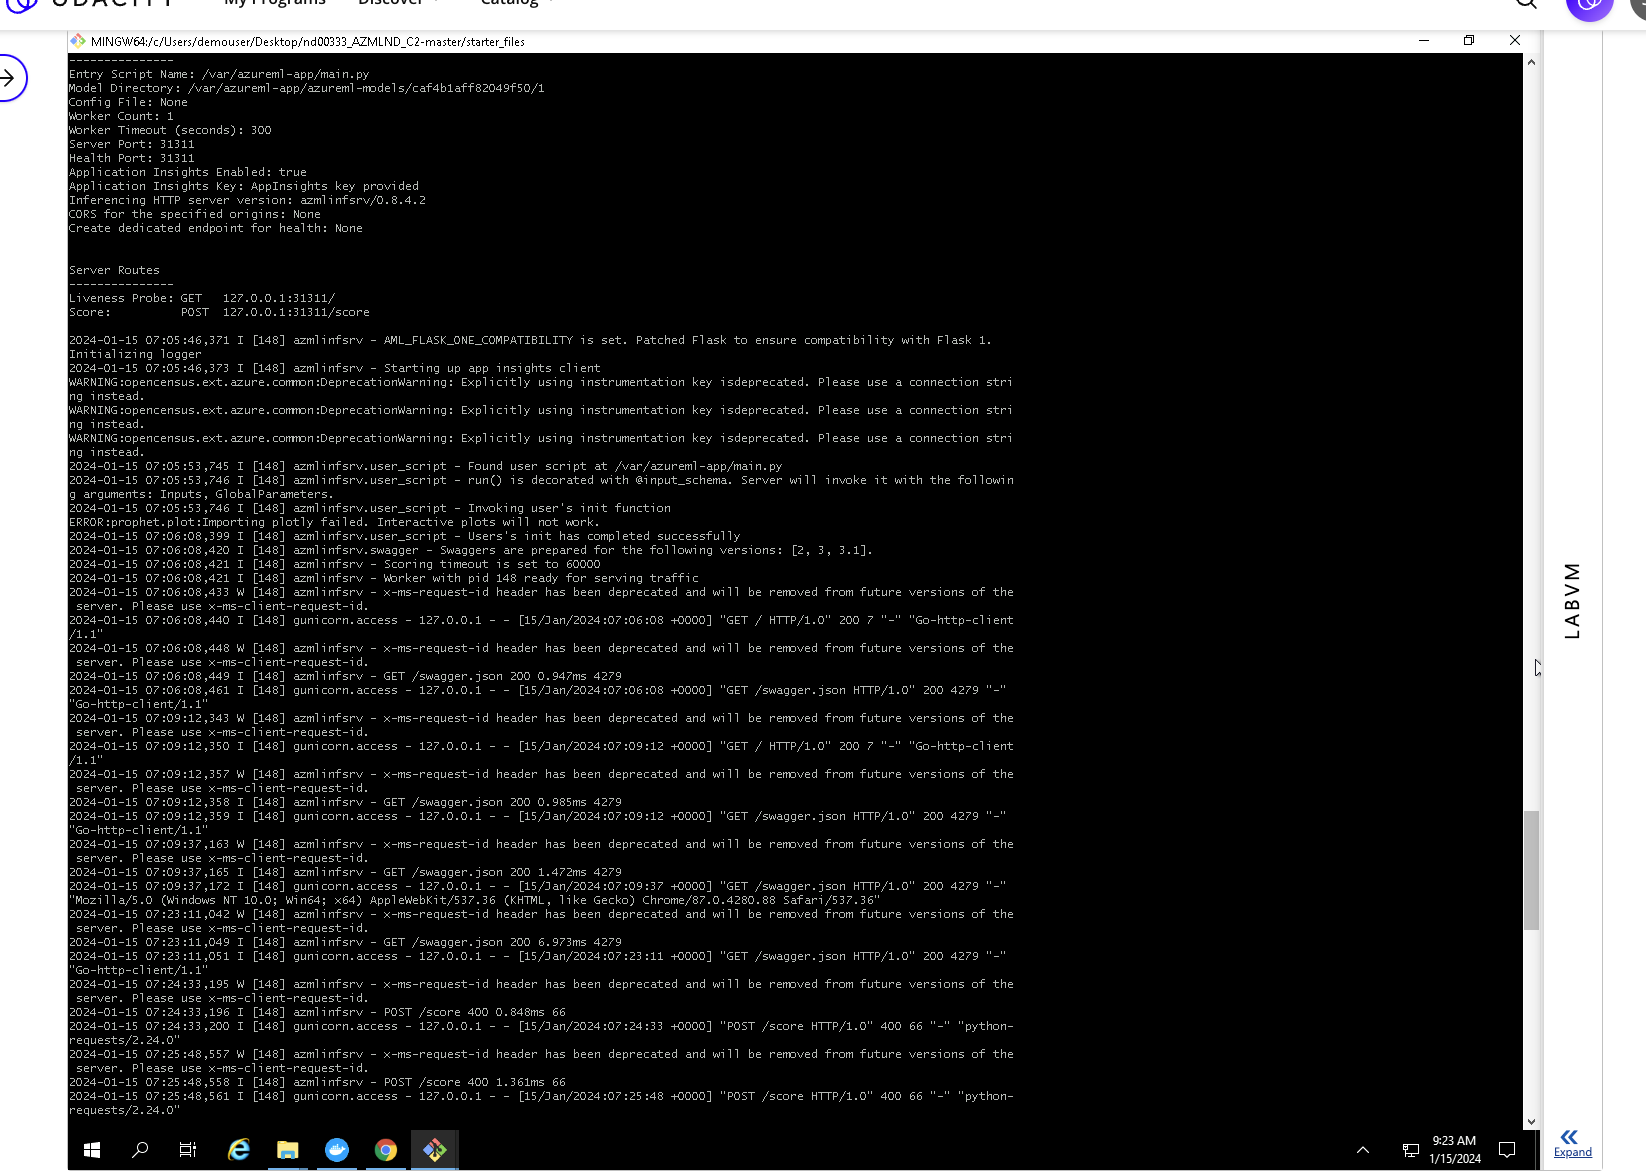 UDACITY My Programs Discover Catalog
MINGW64:/c/Users/demouser/Desktop/nd00333_AZMLND_C2-master/starter_files
---------------
Entry Script Name: /var/azureml-app/main.py
Model Directory: /var/azureml-app/azureml-models/caf4b1aff82049f50/1
Config File: None
Worker Count: 1
Worker Timeout (seconds): 300
Server Port: 31311
Health Port: 31311
Application Insights Enabled: true
Application Insights Key: AppInsights key provided
Inferencing HTTP server version: azmlinfsrv/0.8.4.2
CORS for the specified origins: None
Create dedicated endpoint for health: None
Server Routes
---------------
Liveness Probe: GET   127.0.0.1:31311/
Score:          POST  127.0.0.1:31311/score
2024-01-15 07:05:46,371 I [148] azmlinfsrv - AML_FLASK_ONE_COMPATIBILITY is set. Patched Flask to ensure compatibility with Flask 1.
Initializing logger
2024-01-15 07:05:46,373 I [148] azmlinfsrv - Starting up app insights client
WARNING:opencensus.ext.azure.common:DeprecationWarning: Explicitly using instrumentation key isdeprecated. Please use a connection stri
ng instead.
WARNING:opencensus.ext.azure.common:DeprecationWarning: Explicitly using instrumentation key isdeprecated. Please use a connection stri
ng instead.
WARNING:opencensus.ext.azure.common:DeprecationWarning: Explicitly using instrumentation key isdeprecated. Please use a connection stri
ng instead.
2024-01-15 07:05:53,745 I [148] azmlinfsrv.user_script - Found user script at /var/azureml-app/main.py
2024-01-15 07:05:53,746 I [148] azmlinfsrv.user_script - run() is decorated with @input_schema. Server will invoke it with the followin
g arguments: Inputs, GlobalParameters.
2024-01-15 07:05:53,746 I [148] azmlinfsrv.user_script - Invoking user's init function
ERROR:prophet.plot:Importing plotly failed. Interactive plots will not work.
2024-01-15 07:06:08,399 I [148] azmlinfsrv.user_script - Users's init has completed successfully
2024-01-15 07:06:08,420 I [148] azmlinfsrv.swagger - Swaggers are prepared for the following versions: [2, 3, 3.1].
2024-01-15 07:06:08,421 I [148] azmlinfsrv - Scoring timeout is set to 60000
2024-01-15 07:06:08,421 I [148] azmlinfsrv - Worker with pid 148 ready for serving traffic
2024-01-15 07:06:08,433 W [148] azmlinfsrv - x-ms-request-id header has been deprecated and will be removed from future versions of the
 server. Please use x-ms-client-request-id.
2024-01-15 07:06:08,440 I [148] gunicorn.access - 127.0.0.1 - - [15/Jan/2024:07:06:08 +0000] "GET / HTTP/1.0" 200 7 "-" "Go-http-client
/1.1"
2024-01-15 07:06:08,448 W [148] azmlinfsrv - x-ms-request-id header has been deprecated and will be removed from future versions of the
 server. Please use x-ms-client-request-id.
2024-01-15 07:06:08,449 I [148] azmlinfsrv - GET /swagger.json 200 0.947ms 4279
2024-01-15 07:06:08,461 I [148] gunicorn.access - 127.0.0.1 - - [15/Jan/2024:07:06:08 +0000] "GET /swagger.json HTTP/1.0" 200 4279 "-"
"Go-http-client/1.1"
2024-01-15 07:09:12,343 W [148] azmlinfsrv - x-ms-request-id header has been deprecated and will be removed from future versions of the
 server. Please use x-ms-client-request-id.
2024-01-15 07:09:12,350 I [148] gunicorn.access - 127.0.0.1 - - [15/Jan/2024:07:09:12 +0000] "GET / HTTP/1.0" 200 7 "-" "Go-http-client
/1.1"
2024-01-15 07:09:12,357 W [148] azmlinfsrv - x-ms-request-id header has been deprecated and will be removed from future versions of the
 server. Please use x-ms-client-request-id.
2024-01-15 07:09:12,358 I [148] azmlinfsrv - GET /swagger.json 200 0.985ms 4279
2024-01-15 07:09:12,359 I [148] gunicorn.access - 127.0.0.1 - - [15/Jan/2024:07:09:12 +0000] "GET /swagger.json HTTP/1.0" 200 4279 "-"
"Go-http-client/1.1"
2024-01-15 07:09:37,163 W [148] azmlinfsrv - x-ms-request-id header has been deprecated and will be removed from future versions of the
 server. Please use x-ms-client-request-id.
2024-01-15 07:09:37,165 I [148] azmlinfsrv - GET /swagger.json 200 1.472ms 4279
2024-01-15 07:09:37,172 I [148] gunicorn.access - 127.0.0.1 - - [15/Jan/2024:07:09:37 +0000] "GET /swagger.json HTTP/1.0" 200 4279 "-"
"Mozilla/5.0 (Windows NT 10.0; Win64; x64) AppleWebKit/537.36 (KHTML, like Gecko) Chrome/87.0.4280.88 Safari/537.36"
2024-01-15 07:23:11,042 W [148] azmlinfsrv - x-ms-request-id header has been deprecated and will be removed from future versions of the
 server. Please use x-ms-client-request-id.
2024-01-15 07:23:11,049 I [148] azmlinfsrv - GET /swagger.json 200 6.973ms 4279
2024-01-15 07:23:11,051 I [148] gunicorn.access - 127.0.0.1 - - [15/Jan/2024:07:23:11 +0000] "GET /swagger.json HTTP/1.0" 200 4279 "-"
"Go-http-client/1.1"
2024-01-15 07:24:33,195 W [148] azmlinfsrv - x-ms-request-id header has been deprecated and will be removed from future versions of the
 server. Please use x-ms-client-request-id.
2024-01-15 07:24:33,196 I [148] azmlinfsrv - POST /score 400 0.848ms 66
2024-01-15 07:24:33,200 I [148] gunicorn.access - 127.0.0.1 - - [15/Jan/2024:07:24:33 +0000] "POST /score HTTP/1.0" 400 66 "-" "python-
requests/2.24.0"
2024-01-15 07:25:48,557 W [148] azmlinfsrv - x-ms-request-id header has been deprecated and will be removed from future versions of the
 server. Please use x-ms-client-request-id.
2024-01-15 07:25:48,558 I [148] azmlinfsrv - POST /score 400 1.361ms 66
2024-01-15 07:25:48,561 I [148] gunicorn.access - 127.0.0.1 - - [15/Jan/2024:07:25:48 +0000] "POST /score HTTP/1.0" 400 66 "-" "python-
requests/2.24.0"
LABVM
9:23 AM
1/15/2024
Expand